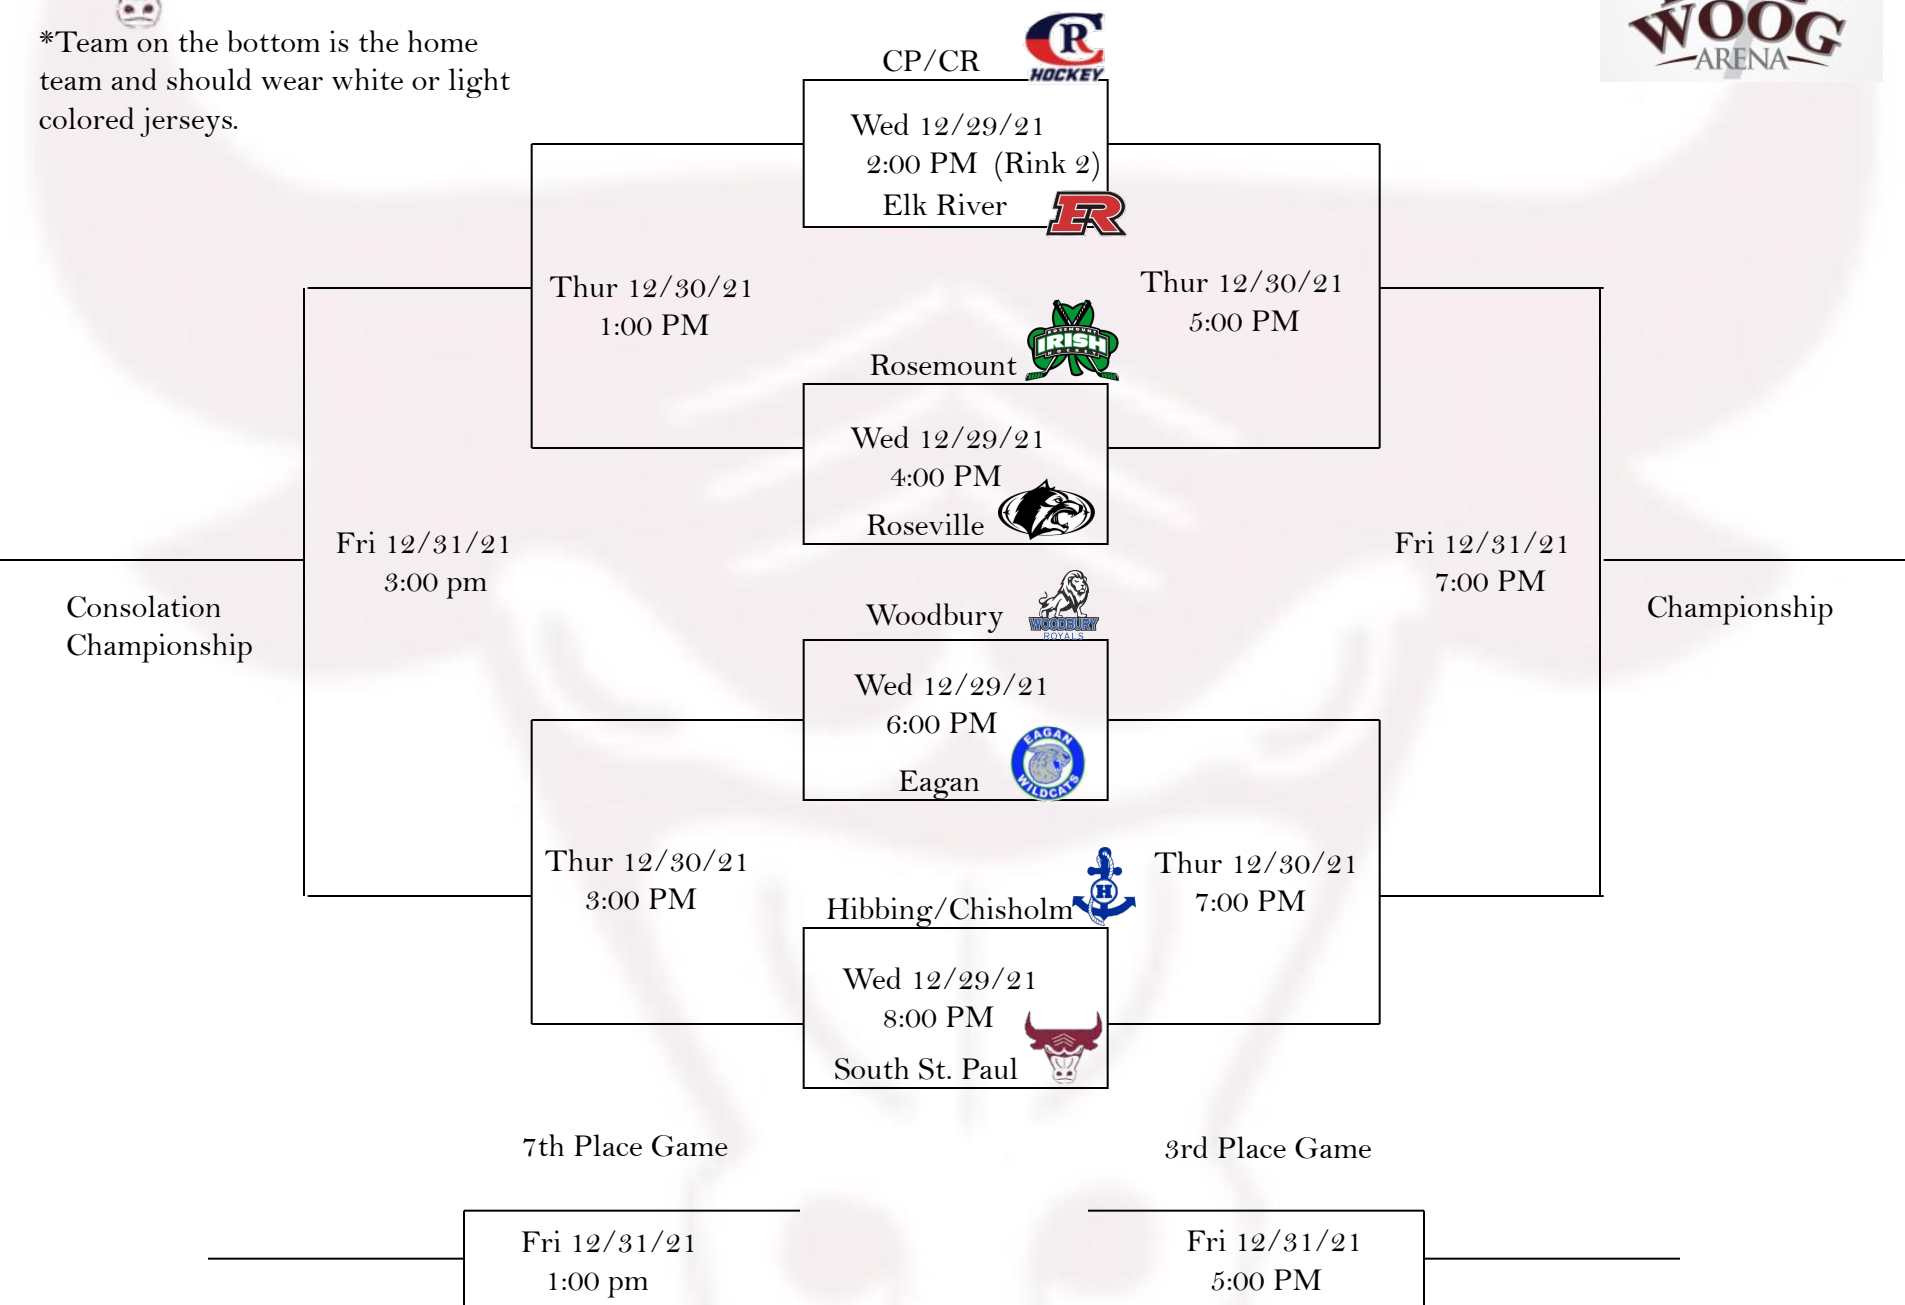 *Team on the bottom is the home
team and should wear white or light
colored jerseys.
WOOG
ARENA
CP/CR
CR
HOCKEY
Wed 12/29/21
2:00 PM (Rink 2)
Elk River
ER
Thur 12/30/21
1:00 PM
Thur 12/30/21
5:00 PM
ROSEMOUNT
IRISH
HOCKEY
Rosemount
Wed 12/29/21
4:00 PM
Roseville
Fri 12/31/21
3:00 pm
Fri 12/31/21
7:00 PM
Consolation
Championship
Championship
Woodbury
WOODBURY
ROYALS
Wed 12/29/21
6:00 PM
Eagan
EAGAN
WILDCATS
Thur 12/30/21
3:00 PM
Thur 12/30/21
7:00 PM
H
Hibbing/Chisholm
Wed 12/29/21
8:00 PM
South St. Paul
7th Place Game
3rd Place Game
Fri 12/31/21
1:00 pm
Fri 12/31/21
5:00 PM